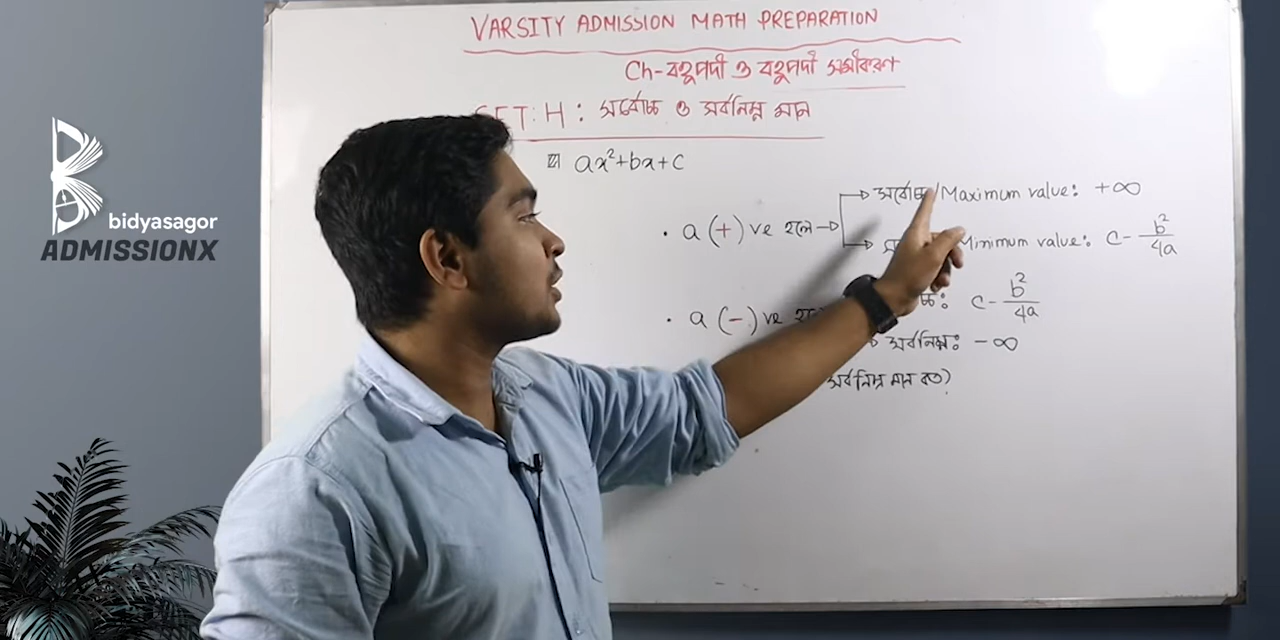 VARSITY ADMISSION MATH PREPARATION
Ch-বহুপদী ও বহুপদী সমীকরণ
SET: H: সর্বোচ্চ ও সর্বনিম্ন মান
ax²+bx+c
• a (+) ve হলে → সর্বোচ্চ/Maximum value: +∞
Minimum value: c - b²/4a
• a (-) ve c - b²/4a
সর্বনিম্ন: -∞
সর্বনিম্ন মান কত?
bidyasagor
ADMISSIONX